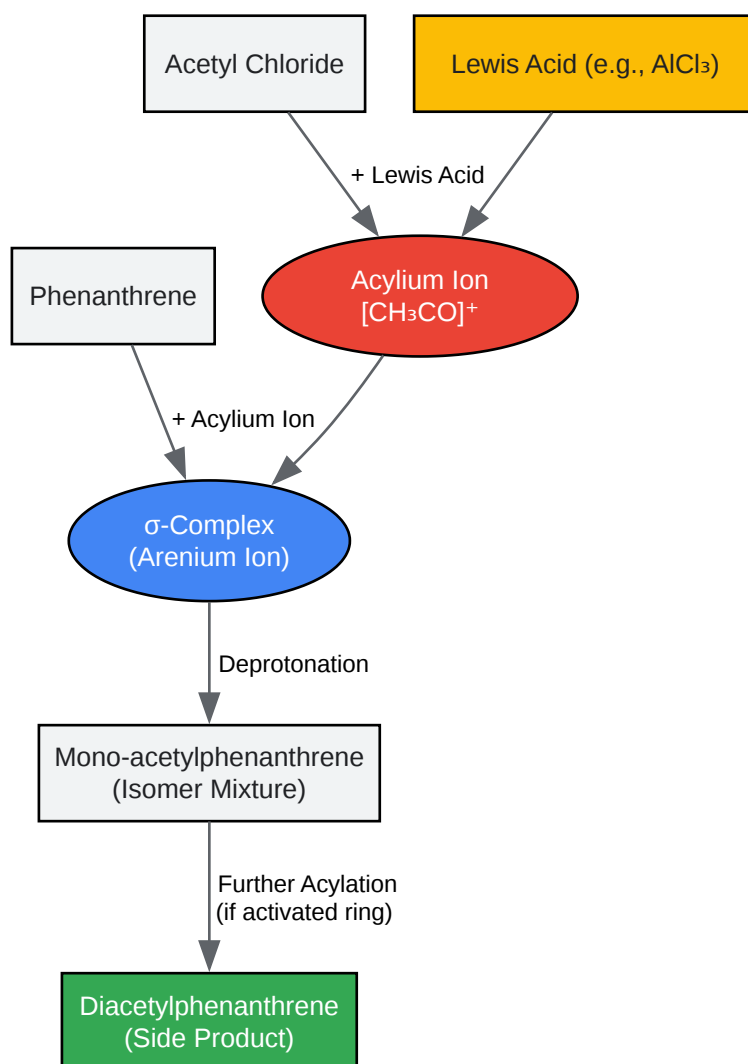 Acetyl Chloride
Lewis Acid (e.g., AlCl₃)
+ Lewis Acid
Phenanthrene
Acylium Ion
[CH₃CO]⁺
+ Acylium Ion
σ-Complex
(Arenium Ion)
Deprotonation
Mono-acetylphenanthrene
(Isomer Mixture)
Further Acylation
(if activated ring)
Diacetylphenanthrene
(Side Product)